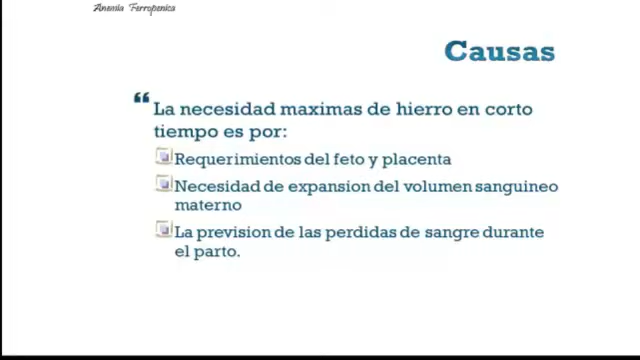 Anemia Ferropenica
Causas
“ La necesidad maximas de hierro en corto
tiempo es por:
Requerimientos del feto y placenta
Necesidad de expansion del volumen sanguineo
materno
La prevision de las perdidas de sangre durante
el parto.